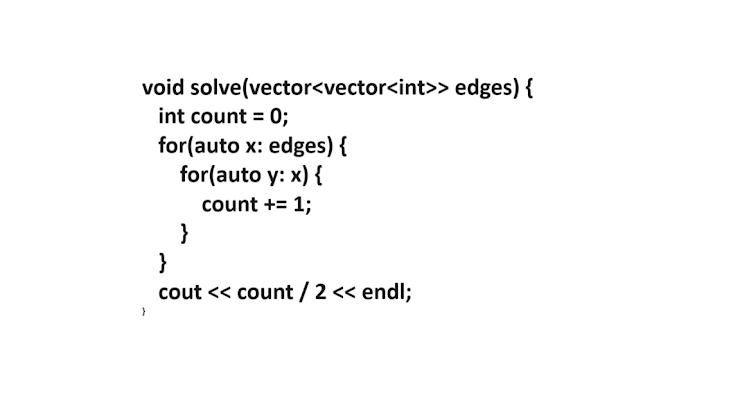 void solve(vector<vector<int>> edges) {
int count = 0;
for(auto x: edges) {
for(auto y: x) {
count += 1;
}
}
cout << count / 2 << endl;
}